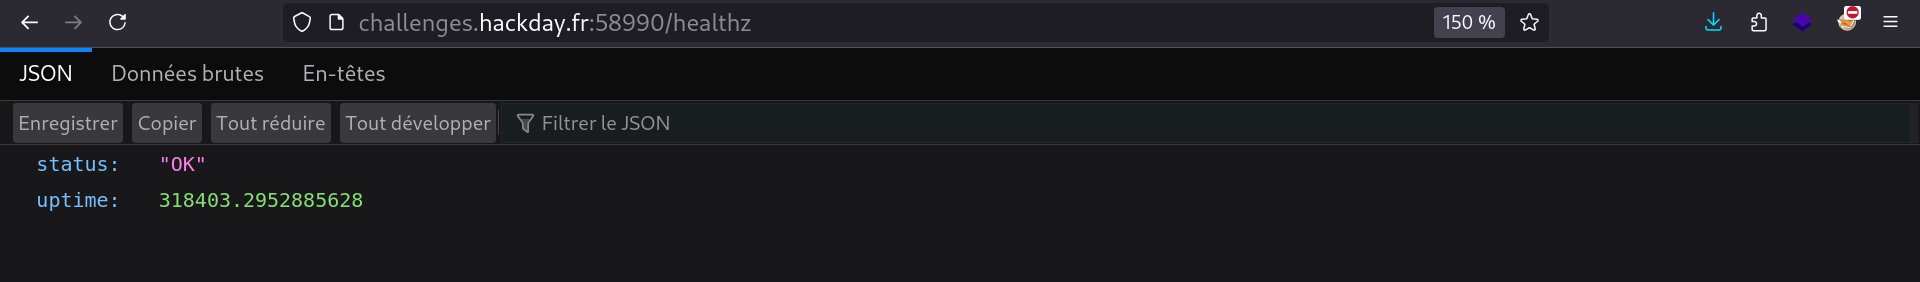 challenges.hackday.fr:58990/healthz 150 %
JSON Données brutes En-têtes
Enregistrer Copier Tout réduire Tout développer Filtrer le JSON
status: "OK"
uptime: 318403.2952885628